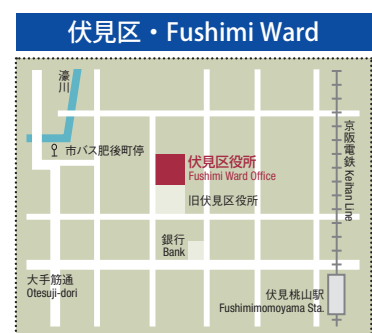 伏見区・Fushimi Ward
濠川
市バス肥後町停
伏見区役所
Fushimi Ward Office
旧伏見区役所
京阪電鉄 Keihan Line
銀行
Bank
大手筋通
Otesuji-dori
伏見桃山駅
Fushimimomoyama Sta.